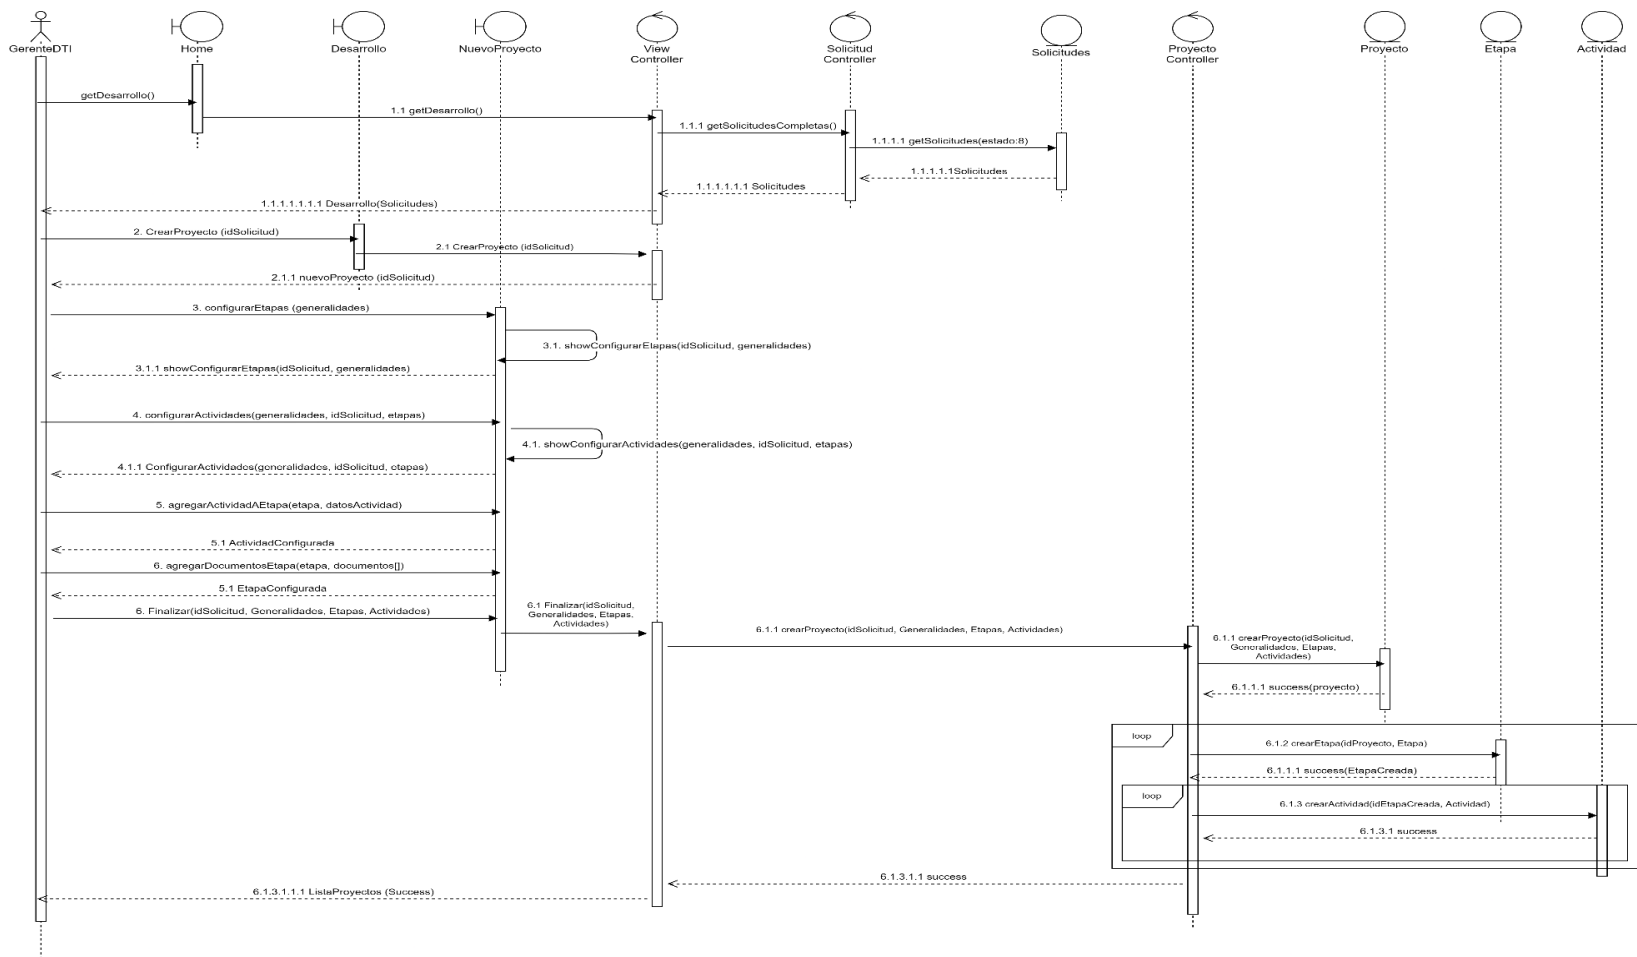 GerenteDTI
Home
Desarrollo
NuevoProyecto
View
Controller
Solicitud
Controller
Solicitudes
Proyecto
Controller
Proyecto
Etapa
Actividad
getDesarrollo()
1.1 getDesarrollo()
1.1.1 getSolicitudesCompletas()
1.1.1.1 getSolicitudes(estado:8)
1.1.1.1.1Solicitudes
1.1.1.1.1.1 Solicitudes
1.1.1.1.1.1.1 Desarrollo(Solicitudes)
2. CrearProyecto (idSolicitud)
2.1 CrearProyecto (idSolicitud)
2.1.1 nuevoProyecto (idSolicitud)
3. configurarEtapas (generalidades)
3.1. showConfigurarEtapas(idSolicitud, generalidades)
3.1.1 showConfigurarEtapas(idSolicitud, generalidades)
4. configurarActividades(generalidades, idSolicitud, etapas)
4.1. showConfigurarActividades(generalidades, idSolicitud, etapas)
4.1.1 ConfigurarActividades(generalidades, idSolicitud, etapas)
5. agregarActividadAEtapa(etapa, datosActividad)
5.1 ActividadConfigurada
6. agregarDocumentosEtapa(etapa, documentos[])
5.1 EtapaConfigurada
6. Finalizar(idSolicitud, Generalidades, Etapas, Actividades)
6.1 Finalizar(idSolicitud,
Generalidades, Etapas,
Actividades)
6.1.1 crearProyecto(idSolicitud, Generalidades, Etapas, Actividades)
6.1.1 crearProyecto(idSolicitud,
Generalidades, Etapas,
Actividades)
6.1.1.1 success(proyecto)
loop
6.1.2 crearEtapa(idProyecto, Etapa)
6.1.1.1 success(EtapaCreada)
loop
6.1.3 crearActividad(idEtapaCreada, Actividad)
6.1.3.1 success
6.1.3.1.1 success
6.1.3.1.1.1 ListaProyectos (Success)